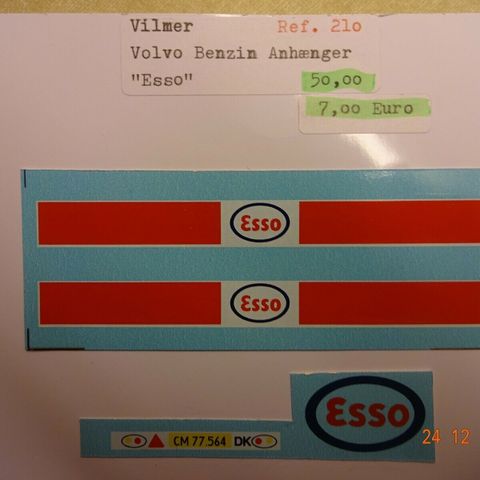 Vilmer Ref. 21o
Volvo Benzin Anhænger
"Esso" 50,00
7,oo Euro
Esso
Esso
Esso
CM 77.564 DK
24 12